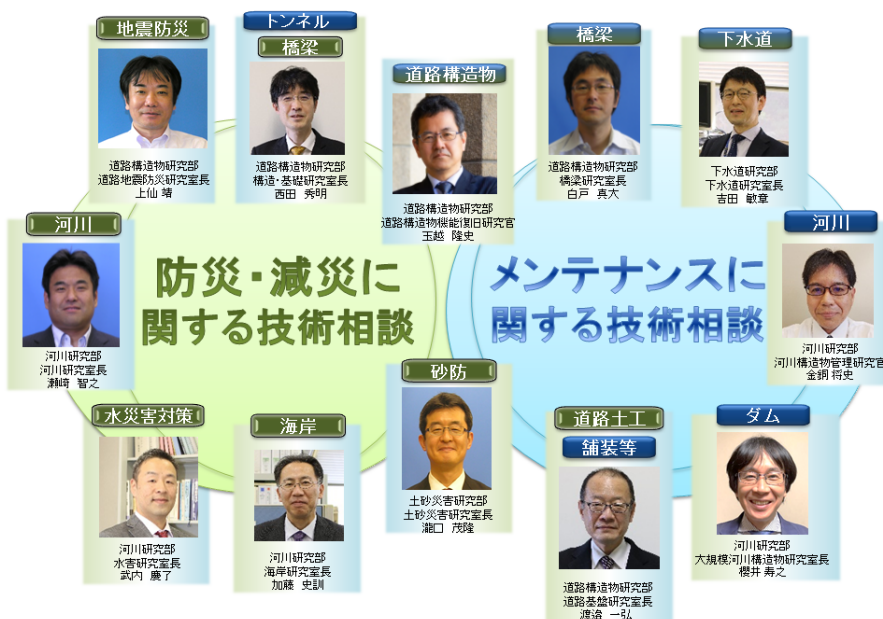 地震防災
道路構造物研究部
道路地震防災研究室長
上仙 靖
トンネル
橋梁
道路構造物研究部
構造・基礎研究室長
西田 秀明
道路構造物
道路構造物研究部
道路構造物機能復旧研究官
玉越 隆史
橋梁
道路構造物研究部
橋梁研究室長
白戸 真大
下水道
下水道研究部
下水道研究室長
吉田 敏章
河川
河川研究部
河川研究室長
瀬崎 智之
防災・減災に
関する技術相談
メンテナンスに
関する技術相談
河川
河川研究部
河川構造物管理研究官
金銅 将史
水災害対策
河川研究部
水害研究室長
武内 慶了
海岸
河川研究部
海岸研究室長
加藤 史訓
砂防
土砂災害研究部
土砂災害研究室長
瀧口 茂隆
道路土工
舗装等
道路構造物研究部
道路基盤研究室長
渡邉 一弘
ダム
河川研究部
大規模河川構造物研究室長
櫻井 寿之